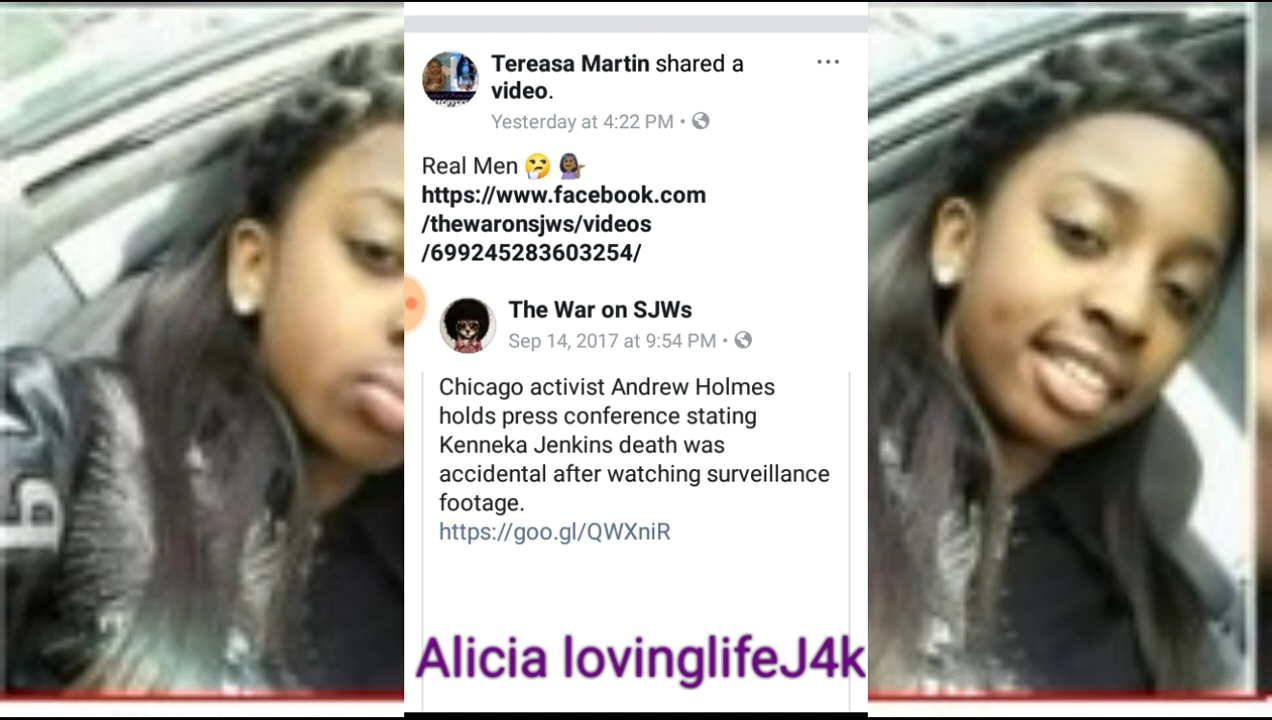 Tereasa Martin shared a
video.
Yesterday at 4:22 PM •
Real Men 🤔 💁🏾‍♀️
https://www.facebook.com
/thewaronsjws/videos
/699245283603254/
The War on SJWs
Sep 14, 2017 at 9:54 PM •
Chicago activist Andrew Holmes
holds press conference stating
Kenneka Jenkins death was
accidental after watching surveillance
footage.
https://goo.gl/QWXniR
Alicia lovinglifeJ4k